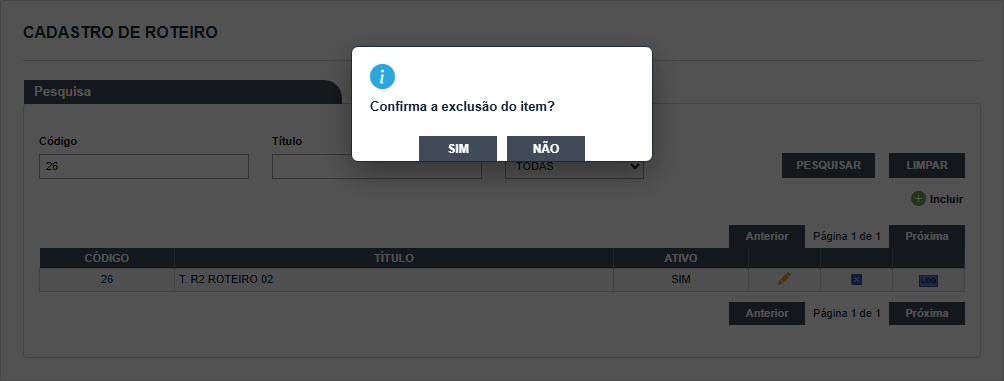 CADASTRO DE ROTEIRO
Pesquisa
i
Confirma a exclusão do item?
SIM NÃO
Código Título
26 TODAS PESQUISAR LIMPAR
Incluir
Anterior Página 1 de 1 Próxima
CÓDIGO TÍTULO ATIVO
26 T. R2 ROTEIRO 02 SIM LOG
Anterior Página 1 de 1 Próxima